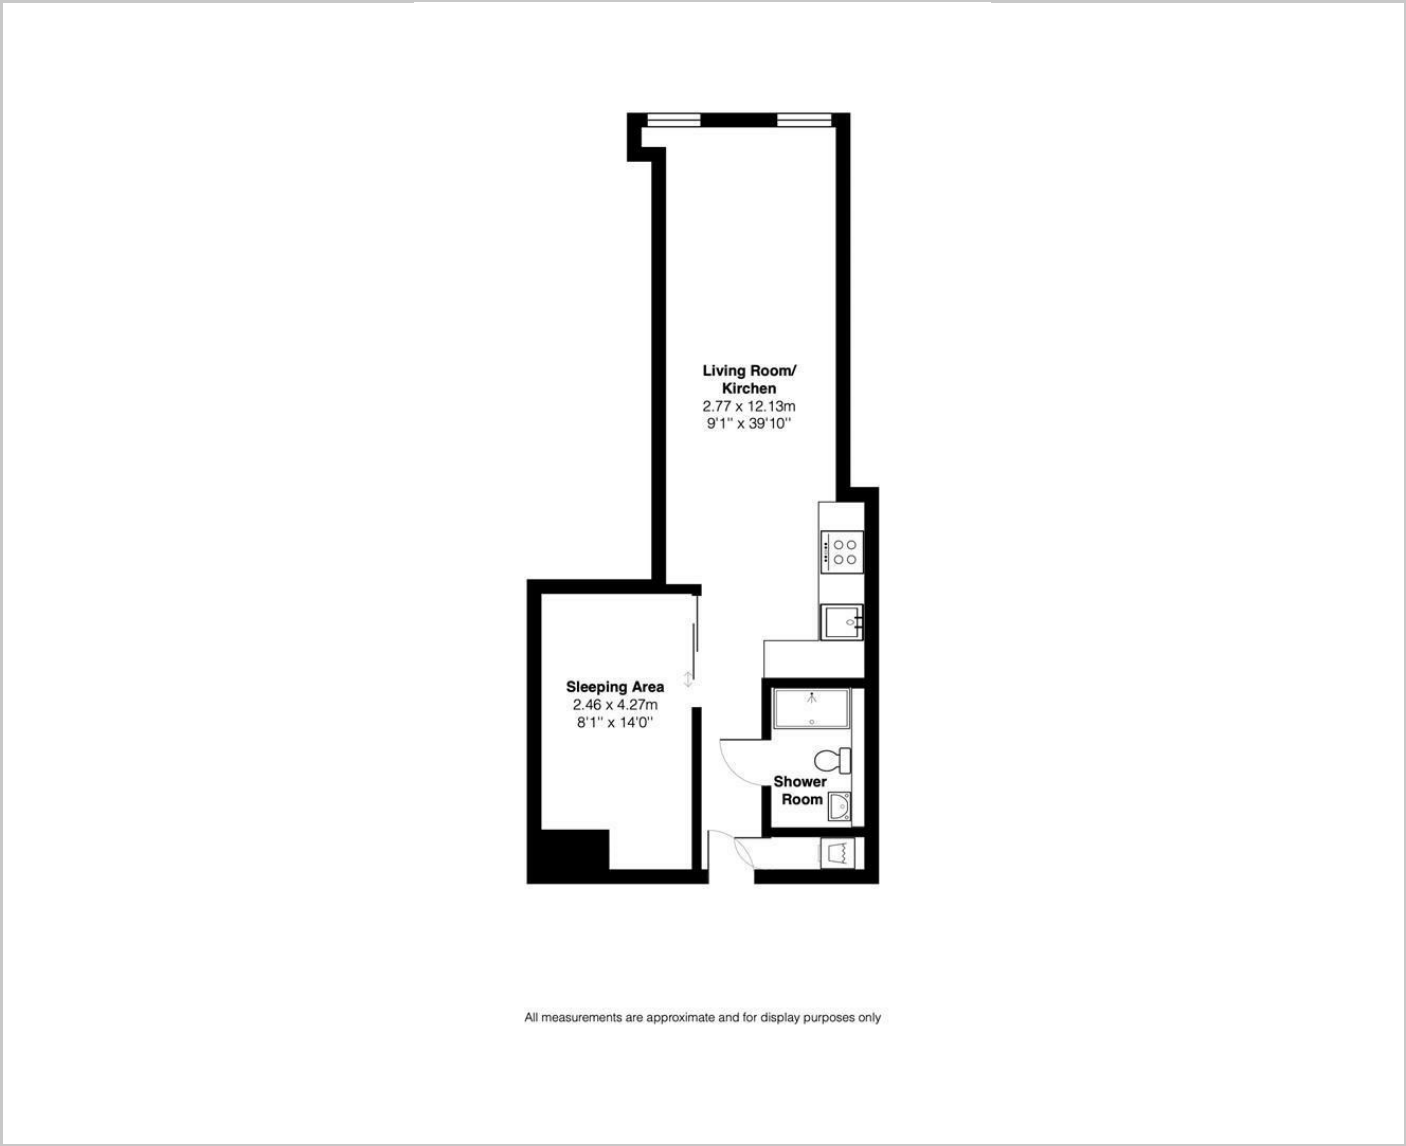 Living Room/
Kirchen
2.77 x 12.13m
9'1'' x 39'10''
Sleeping Area
2.46 x 4.27m
8'1'' x 14'0''
Shower
Room
All measurements are approximate and for display purposes only